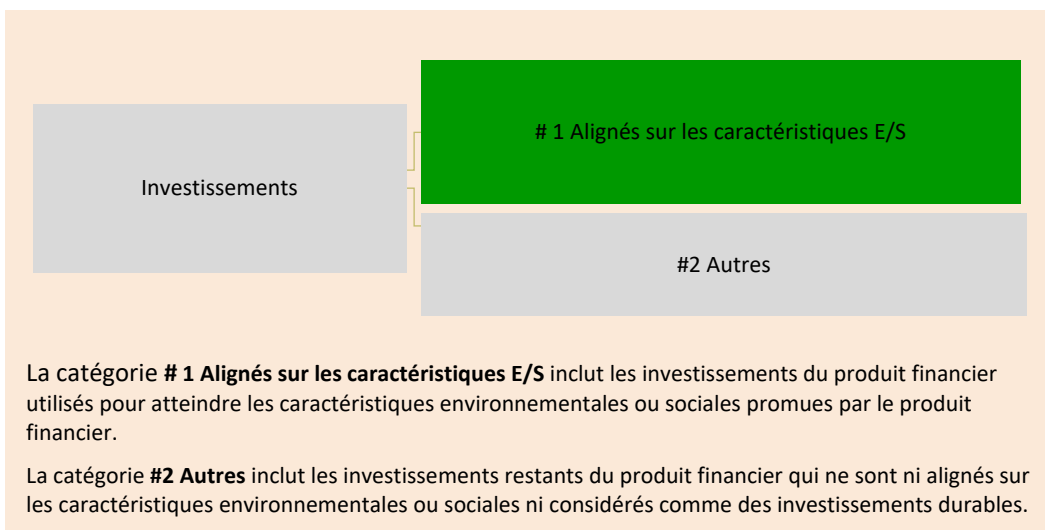 # 1 Alignés sur les caractéristiques E/S
Investissements
#2 Autres
La catégorie # 1 Alignés sur les caractéristiques E/S inclut les investissements du produit financier
utilisés pour atteindre les caractéristiques environnementales ou sociales promues par le produit
financier.
La catégorie #2 Autres inclut les investissements restants du produit financier qui ne sont ni alignés sur
les caractéristiques environnementales ou sociales ni considérés comme des investissements durables.